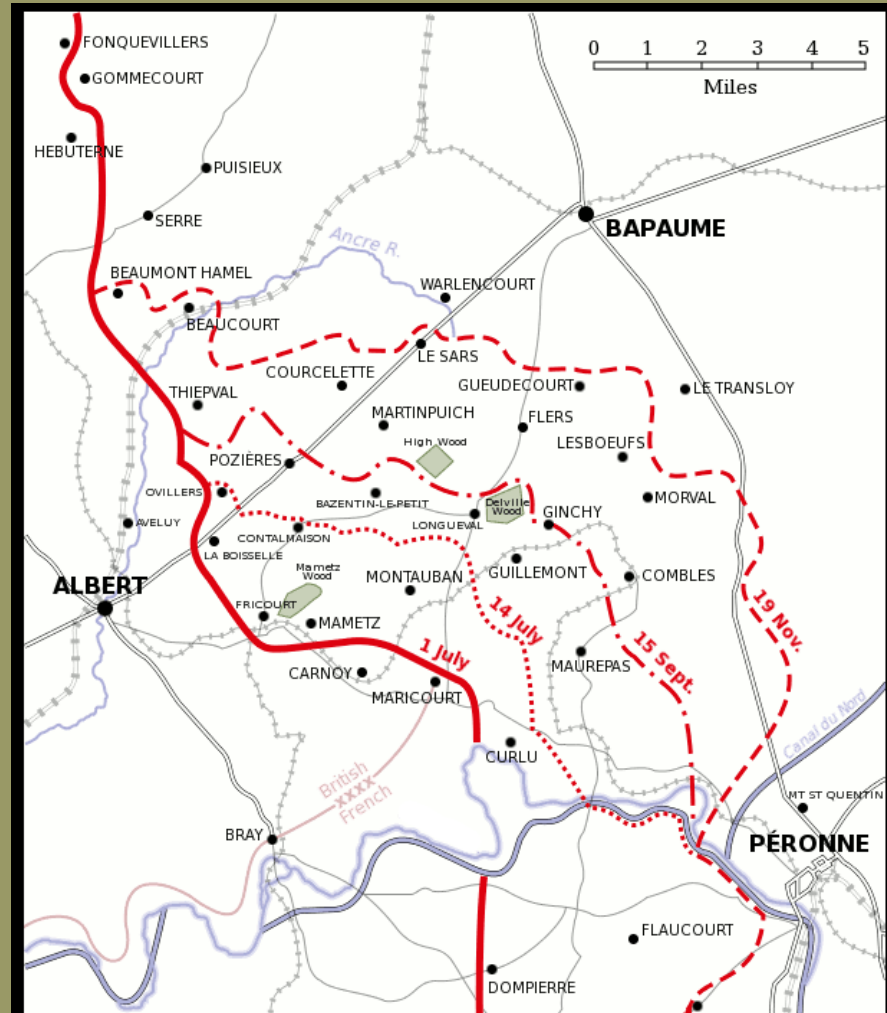 FONQUEVILLERS
0 1 2 3 4 5
Miles
GOMMECOURT
HEBUTERNE
PUISIEUX
SERRE
BAPAUME
Ancre R.
BEAUMONT HAMEL
WARLENCOURT
BEAUCOURT
LE SARS
COURCELETTE
GUEUDECOURT
LE TRANSLOY
THIEPVAL
MARTINPUICH
FLERS
High Wood
LESBOEUFS
POZIÈRES
OVILLERS
BAZENTIN-LE-PETIT
Delville
Wood
MORVAL
AVELUY
CONTALMAISON
LONGUEVAL
GINCHY
LA BOISSELLE
Mametz
Wood
MONTAUBAN
GUILLEMONT
COMBLES
ALBERT
FRICOURT
MAMETZ
14 July
19 Nov.
1 July
15 Sept.
CARNOY
MAUREPAS
MARICOURT
Canal du Nord
CURLU
British
xxxx
French
MT ST QUENTIN
BRAY
PÉRONNE
FLAUCOURT
DOMPIERRE